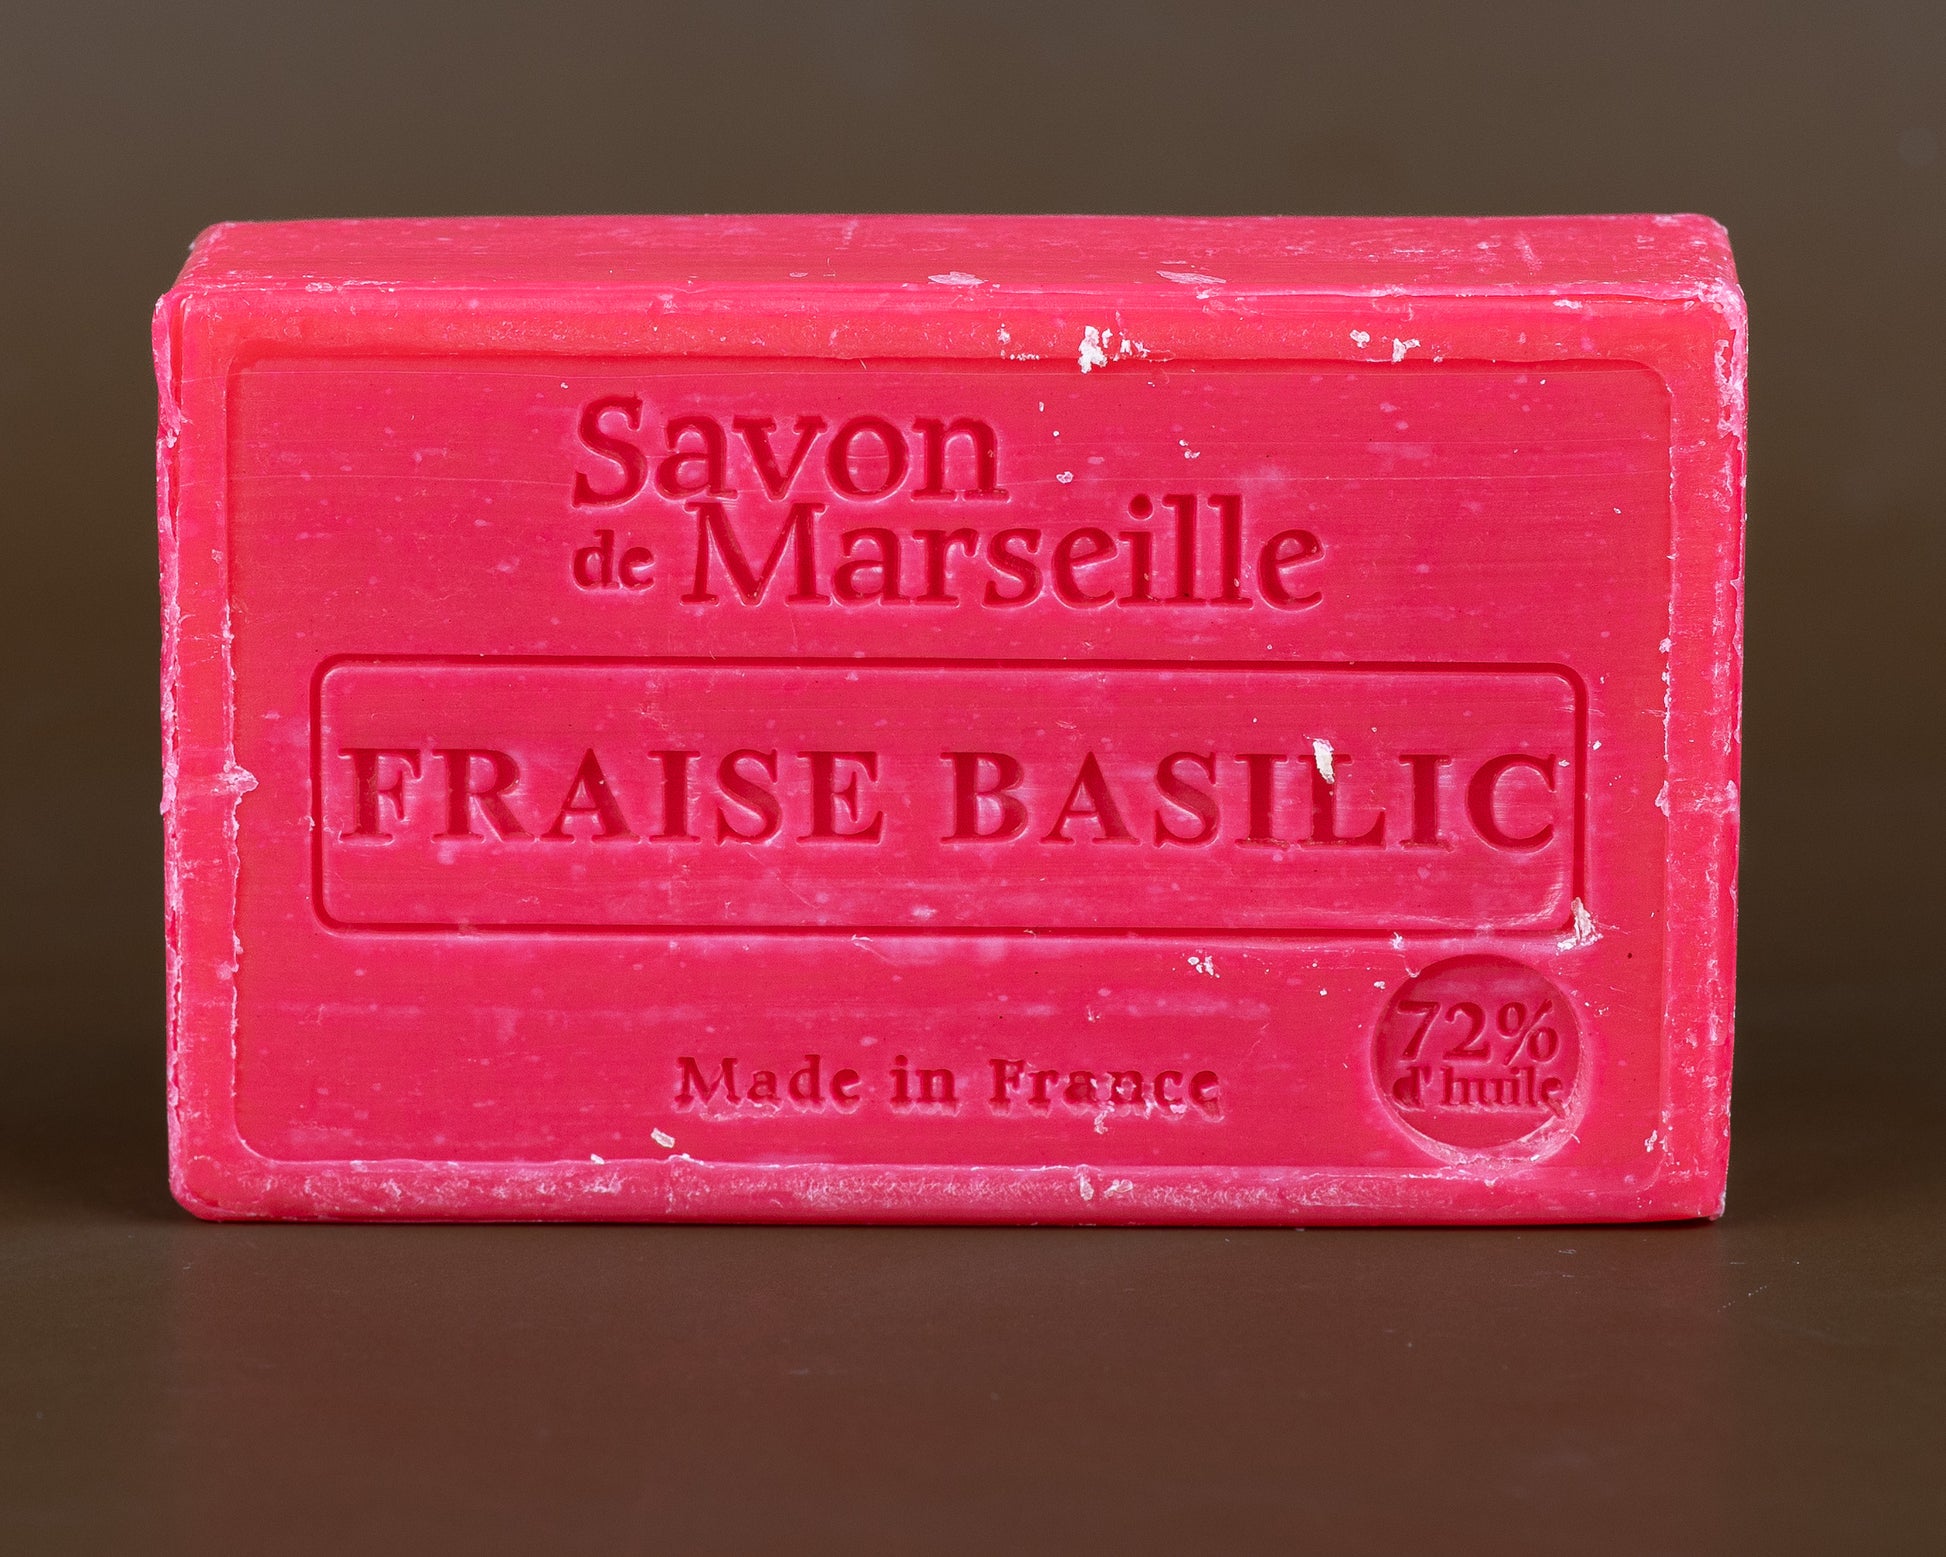 Savon
de Marseille
FRAISE BASILIC
Made in France
72%
d'huile